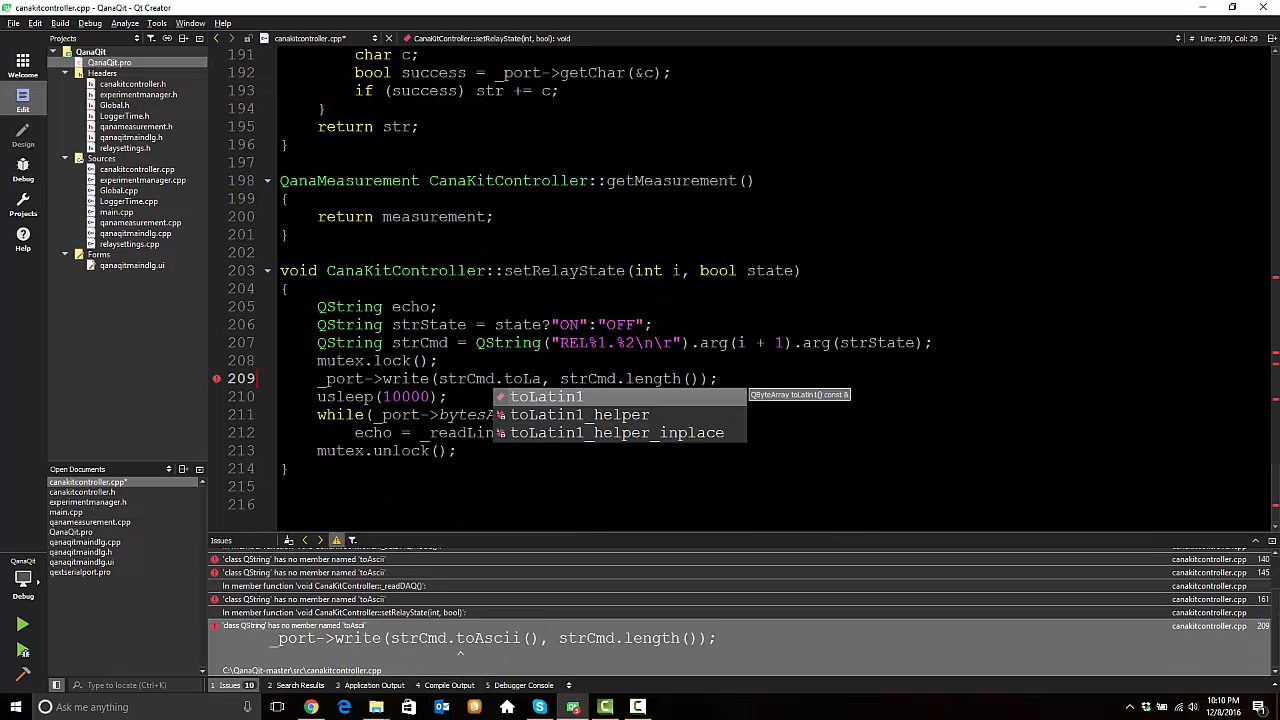 canakitcontroller.cpp* - QanaQit - Qt Creator
File Edit Build Debug Analyze Tools Window Help
Projects
canakitcontroller.cpp*
CanaKitController::setRelayState(int, bool): void
Line: 209, Col: 29
Welcome
Edit
Design
Debug
Projects
Help
QanaQit
QanaQit.pro
Headers
canakitcontroller.h
experimentmanager.h
Global.h
LoggerTime.h
qanameasurement.h
qanaqitmaindlg.h
relaysettings.h
Sources
canakitcontroller.cpp
experimentmanager.cpp
Global.cpp
LoggerTime.cpp
main.cpp
qanameasurement.cpp
qanaqitmaindlg.cpp
relaysettings.cpp
Forms
qanaqitmaindlg.ui
191 char c;
192 bool success = _port->getChar(&c);
193 if (success) str += c;
194 }
195 return str;
196 }
197
198 QanaMeasurement CanaKitController::getMeasurement()
199 {
200 return measurement;
201 }
202
203 void CanaKitController::setRelayState(int i, bool state)
204 {
205 QString echo;
206 QString strState = state?"ON":"OFF";
207 QString strCmd = QString("REL%1.%2\n\r").arg(i + 1).arg(strState);
208 mutex.lock();
209 _port->write(strCmd.toLa, strCmd.length());
210 usleep(10000); toLatin1 QByteArray toLatin1() const &
211 while(_port->bytesA toLatin1_helper
212 echo = _readLin toLatin1_helper_inplace
213 mutex.unlock();
214 }
215
216
Open Documents
canakitcontroller.cpp*
canakitcontroller.h
experimentmanager.h
main.cpp
qanameasurement.cpp
QanaQit.pro
qanaqitmaindlg.cpp
qanaqitmaindlg.h
qanaqitmaindlg.ui
qextserialport.pro
QanaQit
Debug
Issues
canakitcontroller.cpp
'class QString' has no member named 'toAscii' canakitcontroller.cpp 140
'class QString' has no member named 'toAscii' canakitcontroller.cpp 145
In member function 'void CanaKitController::_readDAQ()': canakitcontroller.cpp
'class QString' has no member named 'toAscii' canakitcontroller.cpp 161
In member function 'void CanaKitController::setRelayState(int, bool)': canakitcontroller.cpp
'class QString' has no member named 'toAscii' canakitcontroller.cpp 209
_port->write(strCmd.toAscii(), strCmd.length());
^
C:\QanaQit-master\src\canakitcontroller.cpp
Type to locate (Ctrl+K)
1 Issues 10 2 Search Results 3 Application Output 4 Compile Output 5 Debugger Console
Ask me anything
10:10 PM
12/8/2016